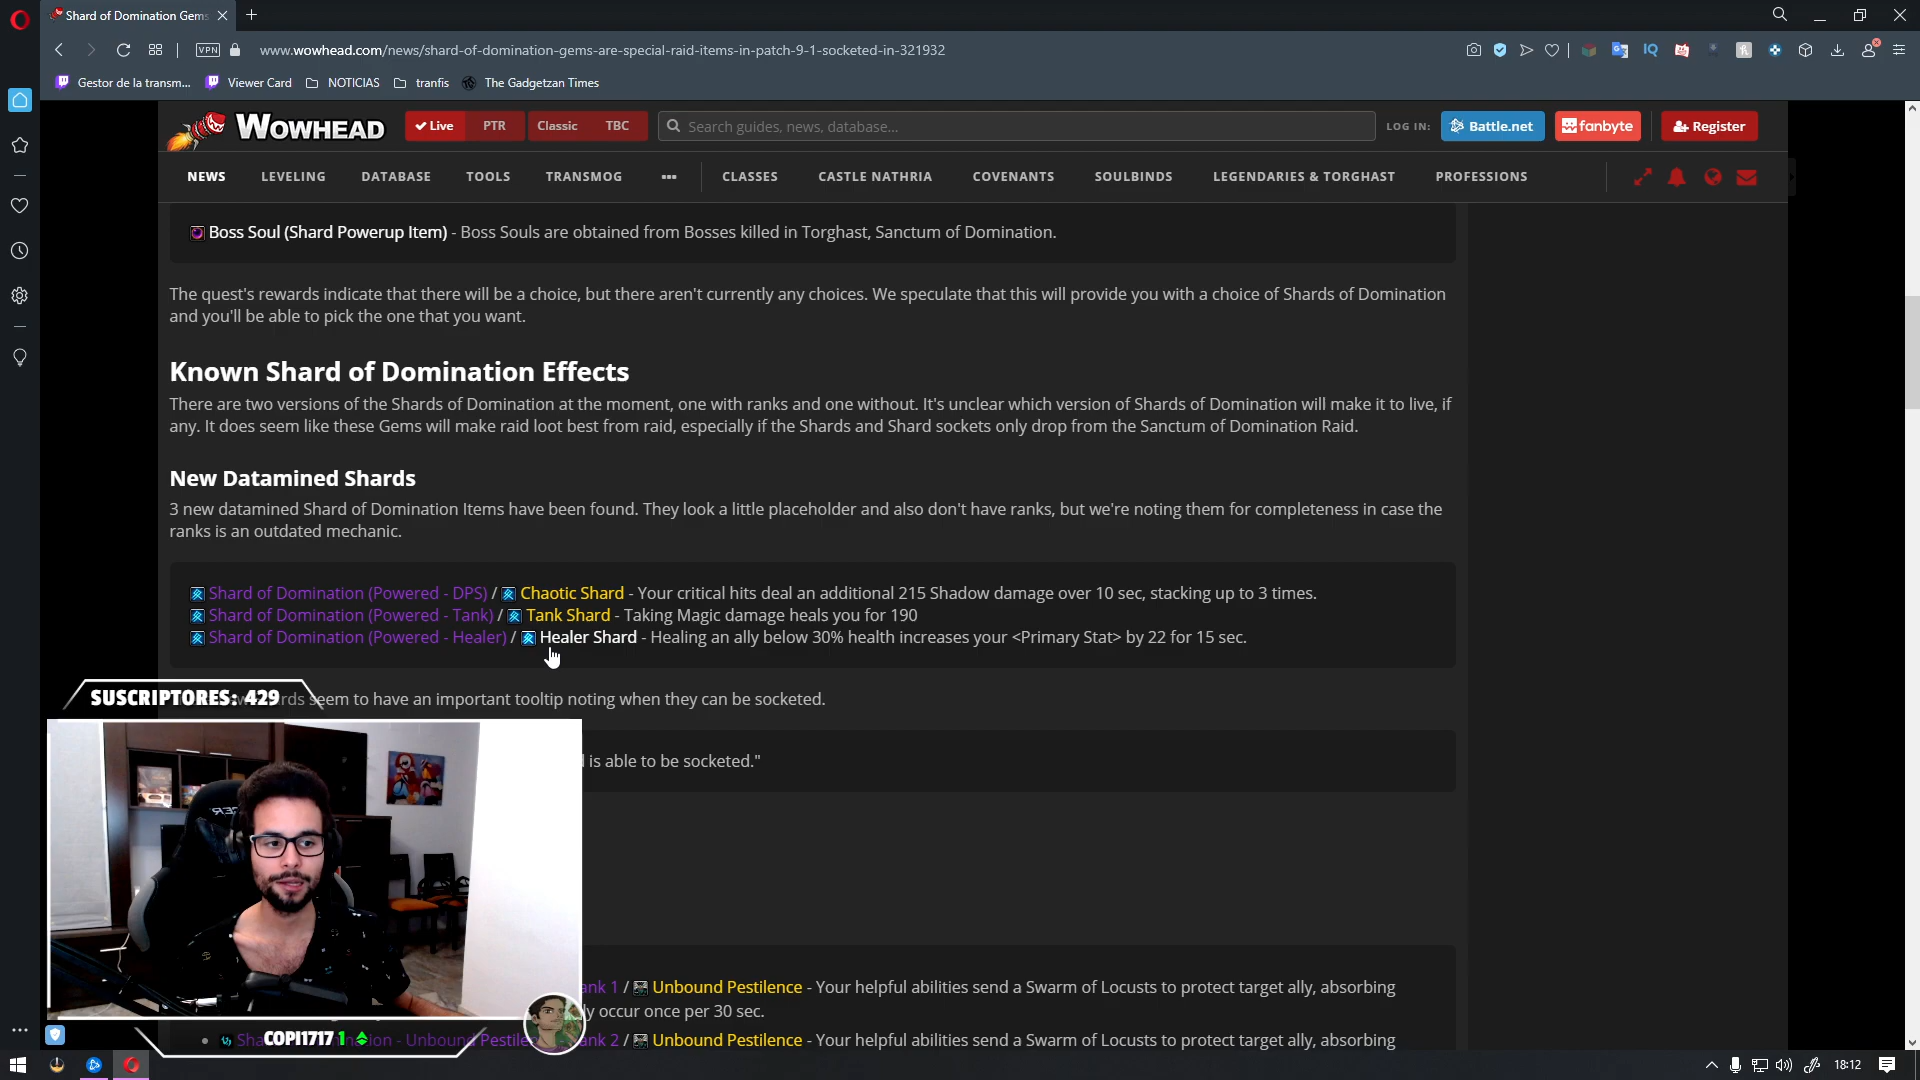 Shard of Domination Gems
VPN
www.wowhead.com/news/shard-of-domination-gems-are-special-raid-items-in-patch-9-1-socketed-in-321932
Gestor de la transm... Viewer Card NOTICIAS tranfis The Gadgetzan Times
WOWHEAD Live PTR Classic TBC Search guides, news, database... LOG IN: Battle.net fanbyte Register
NEWS LEVELING DATABASE TOOLS TRANSMOG ... CLASSES CASTLE NATHRIA COVENANTS SOULBINDS LEGENDARIES & TORGHAST PROFESSIONS
Boss Soul (Shard Powerup Item) - Boss Souls are obtained from Bosses killed in Torghast, Sanctum of Domination.
The quest's rewards indicate that there will be a choice, but there aren't currently any choices. We speculate that this will provide you with a choice of Shards of Domination
and you'll be able to pick the one that you want.
Known Shard of Domination Effects
There are two versions of the Shards of Domination at the moment, one with ranks and one without. It's unclear which version of Shards of Domination will make it to live, if
any. It does seem like these Gems will make raid loot best from raid, especially if the Shards and Shard sockets only drop from the Sanctum of Domination Raid.
New Datamined Shards
3 new datamined Shard of Domination Items have been found. They look a little placeholder and also don't have ranks, but we're noting them for completeness in case the
ranks is an outdated mechanic.
Shard of Domination (Powered - DPS) / Chaotic Shard - Your critical hits deal an additional 215 Shadow damage over 10 sec, stacking up to 3 times.
Shard of Domination (Powered - Tank) / Tank Shard - Taking Magic damage heals you for 190
Shard of Domination (Powered - Healer) / Healer Shard - Healing an ally below 30% health increases your <Primary Stat> by 22 for 15 sec.
SUSCRIPTORES: 429
seem to have an important tooltip noting when they can be socketed.
is able to be socketed."
ank 1 / Unbound Pestilence - Your helpful abilities send a Swarm of Locusts to protect target ally, absorbing
y occur once per 30 sec.
COPI1717 1
Unbound Pestile ank 2 / Unbound Pestilence - Your helpful abilities send a Swarm of Locusts to protect target ally, absorbing
18:12